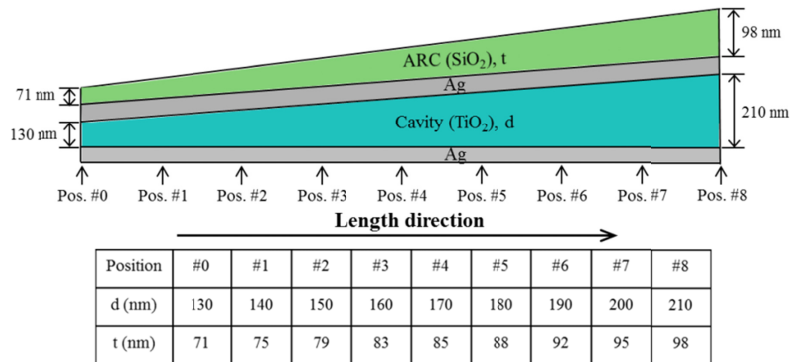 98 nm
ARC (SiO₂), t
Ag
71 nm
210 nm
Cavity (TiO₂), d
130 nm
Ag
Pos. #0 Pos. #1 Pos. #2 Pos. #3 Pos. #4 Pos. #5 Pos. #6 Pos. #7 Pos. #8
Length direction
Position #0 #1 #2 #3 #4 #5 #6 #7 #8
d (nm) 130 140 150 160 170 180 190 200 210
t (nm) 71 75 79 83 85 88 92 95 98